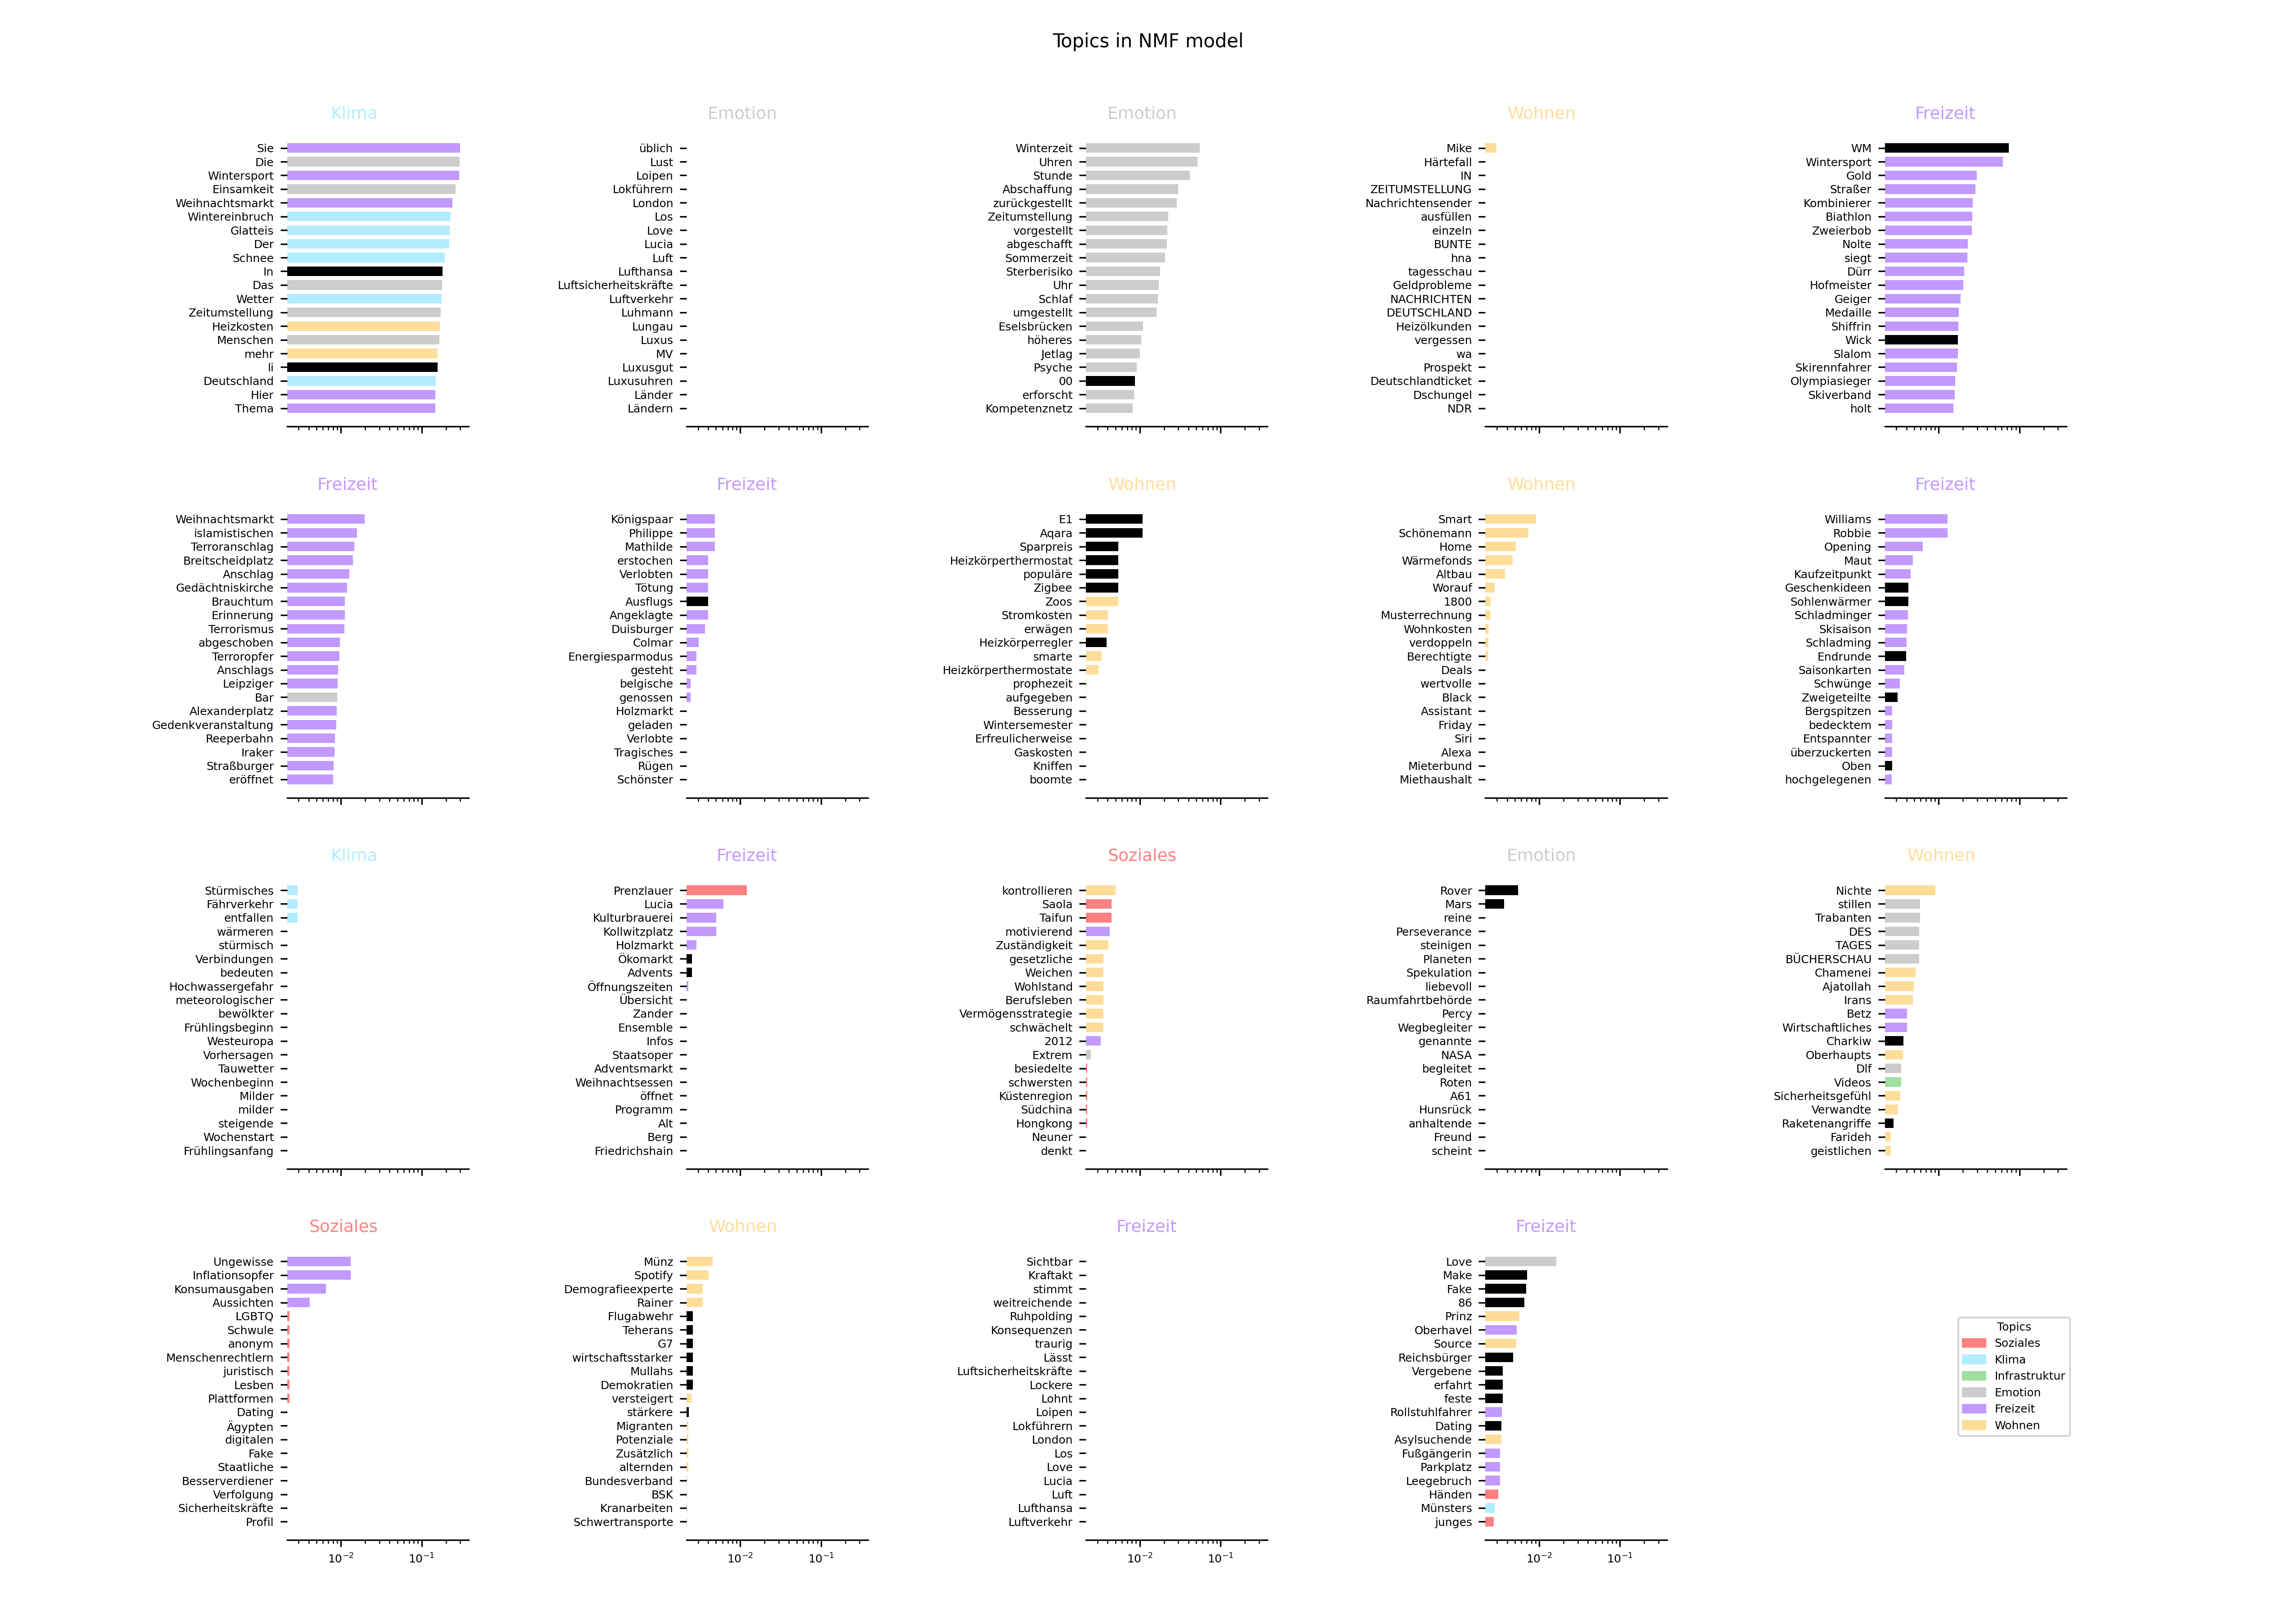 Topics in NMF model
Klima
Sie
Die
Wintersport
Einsamkeit
Weihnachtsmarkt
Wintereinbruch
Glatteis
Der
Schnee
In
Das
Wetter
Zeitumstellung
Heizkosten
Menschen
mehr
li
Deutschland
Hier
Thema
Emotion
üblich
Lust
Loipen
Lokführern
London
Los
Love
Lucia
Luft
Lufthansa
Luftsicherheitskräfte
Luftverkehr
Luhmann
Lungau
Luxus
MV
Luxusgut
Luxusuhren
Länder
Ländern
Emotion
Winterzeit
Uhren
Stunde
Abschaffung
zurückgestellt
Zeitumstellung
vorgestellt
abgeschafft
Sommerzeit
Sterberisiko
Uhr
Schlaf
umgestellt
Eselsbrücken
höheres
Jetlag
Psyche
00
erforscht
Kompetenznetz
Wohnen
Mike
Härtefall
IN
ZEITUMSTELLUNG
Nachrichtensender
ausfüllen
einzeln
BUNTE
hna
tagesschau
Geldprobleme
NACHRICHTEN
DEUTSCHLAND
Heizölkunden
vergessen
wa
Prospekt
Deutschlandticket
Dschungel
NDR
Freizeit
WM
Wintersport
Gold
Straßer
Kombinierer
Biathlon
Zweierbob
Nolte
siegt
Dürr
Hofmeister
Geiger
Medaille
Shiffrin
Wick
Slalom
Skirennfahrer
Olympiasieger
Skiverband
holt
Freizeit
Weihnachtsmarkt
islamistischen
Terroranschlag
Breitscheidplatz
Anschlag
Gedächtniskirche
Brauchtum
Erinnerung
Terrorismus
abgeschoben
Terroropfer
Anschlags
Leipziger
Bar
Alexanderplatz
Gedenkveranstaltung
Reeperbahn
Iraker
Straßburger
eröffnet
Freizeit
Königspaar
Philippe
Mathilde
erstochen
Verlobten
Tötung
Ausflugs
Angeklagte
Duisburger
Colmar
Energiesparmodus
gesteht
belgische
genossen
Holzmarkt
geladen
Verlobte
Tragisches
Rügen
Schönster
Wohnen
E1
Aqara
Sparpreis
Heizkörperthermostat
populäre
Zigbee
Zoos
Stromkosten
erwägen
Heizkörperregler
smarte
Heizkörperthermostate
prophezeit
aufgegeben
Besserung
Wintersemester
Erfreulicherweise
Gaskosten
Kniffen
boomte
Wohnen
Smart
Schönemann
Home
Wärmefonds
Altbau
Worauf
1800
Musterrechnung
Wohnkosten
verdoppeln
Berechtigte
Deals
wertvolle
Black
Assistant
Friday
Siri
Alexa
Mieterbund
Miethaushalt
Freizeit
Williams
Robbie
Opening
Maut
Kaufzeitpunkt
Geschenkideen
Sohlenwärmer
Schladminger
Skisaison
Schladming
Endrunde
Saisonkarten
Schwünge
Zweigeteilte
Bergspitzen
bedecktem
Entspannter
überzuckerten
Oben
hochgelegenen
Klima
Stürmisches
Fährverkehr
entfallen
wärmeren
stürmisch
Verbindungen
bedeuten
Hochwassergefahr
meteorologischer
bewölkter
Frühlingsbeginn
Westeuropa
Vorhersagen
Tauwetter
Wochenbeginn
Milder
milder
steigende
Wochenstart
Frühlingsanfang
Freizeit
Prenzlauer
Lucia
Kulturbrauerei
Kollwitzplatz
Holzmarkt
Ökomarkt
Advents
Öffnungszeiten
Übersicht
Zander
Ensemble
Infos
Staatsoper
Adventsmarkt
Weihnachtsessen
öffnet
Programm
Alt
Berg
Friedrichshain
Soziales
kontrollieren
Saola
Taifun
motivierend
Zuständigkeit
gesetzliche
Weichen
Wohlstand
Berufsleben
Vermögensstrategie
schwächelt
2012
Extrem
besiedelte
schwersten
Küstenregion
Südchina
Hongkong
Neuner
denkt
Emotion
Rover
Mars
reine
Perseverance
steinigen
Planeten
Spekulation
liebevoll
Raumfahrtbehörde
Percy
Wegbegleiter
genannte
NASA
begleitet
Roten
A61
Hunsrück
anhaltende
Freund
scheint
Wohnen
Nichte
stillen
Trabanten
DES
TAGES
BÜCHERSCHAU
Chamenei
Ajatollah
Irans
Betz
Wirtschaftliches
Charkiw
Oberhaupts
Dlf
Videos
Sicherheitsgefühl
Verwandte
Raketenangriffe
Farideh
geistlichen
Soziales
Ungewisse
Inflationsopfer
Konsumausgaben
Aussichten
LGBTQ
Schwule
anonym
Menschenrechtlern
juristisch
Lesben
Plattformen
Dating
Ägypten
digitalen
Fake
Staatliche
Besserverdiener
Verfolgung
Sicherheitskräfte
Profil
10⁻² 10⁻¹
Wohnen
Münz
Spotify
Demografieexperte
Rainer
Flugabwehr
Teherans
G7
wirtschaftsstarker
Mullahs
Demokratien
versteigert
stärkere
Migranten
Potenziale
Zusätzlich
alternden
Bundesverband
BSK
Kranarbeiten
Schwertransporte
10⁻² 10⁻¹
Freizeit
Sichtbar
Kraftakt
stimmt
weitreichende
Ruhpolding
Konsequenzen
traurig
Lässt
Luftsicherheitskräfte
Lockere
Lohnt
Loipen
Lokführern
London
Los
Love
Lucia
Luft
Lufthansa
Luftverkehr
10⁻² 10⁻¹
Freizeit
Love
Make
Fake
86
Prinz
Oberhavel
Source
Reichsbürger
Vergebene
erfahrt
feste
Rollstuhlfahrer
Dating
Asylsuchende
Fußgängerin
Parkplatz
Leegebruch
Händen
Münsters
junges
10⁻² 10⁻¹
Topics
Soziales
Klima
Infrastruktur
Emotion
Freizeit
Wohnen